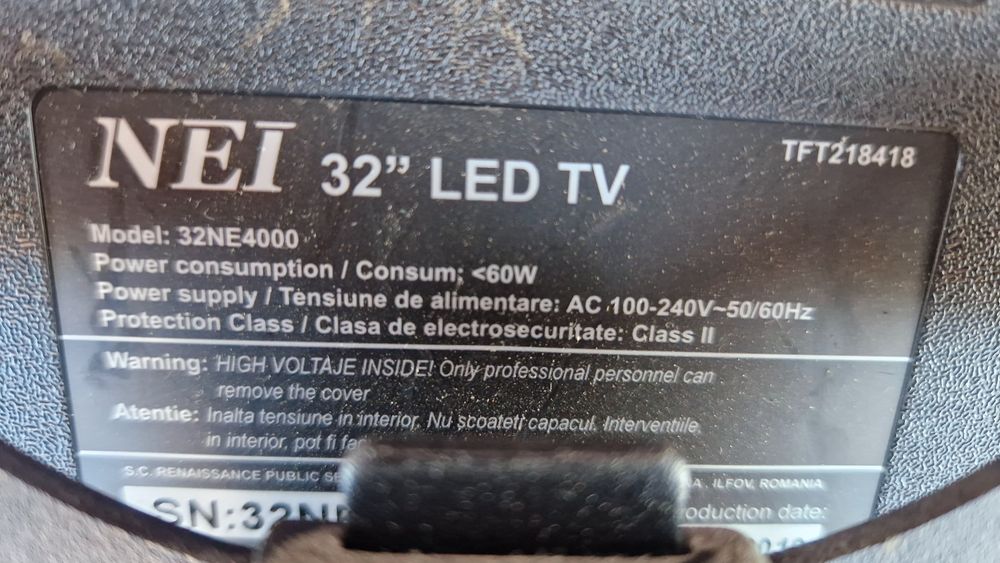 NEI 32” LED TV
TFT218418
Model: 32NE4000
Power consumption / Consum: <60W
Power supply / Tensiune de alimentare: AC 100-240V~50/60Hz
Protection Class / Clasa de electrosecuritate: Class II
Warning: HIGH VOLTAJE INSIDE! Only professional personnel can
remove the cover
Atentie: Inalta tensiune in interior. Nu scoateti capacul. Interventiile
in interior, pot fi
S.C. RENAISSANCE PUBLIC ILFOV, ROMANIA
SN:32 date: